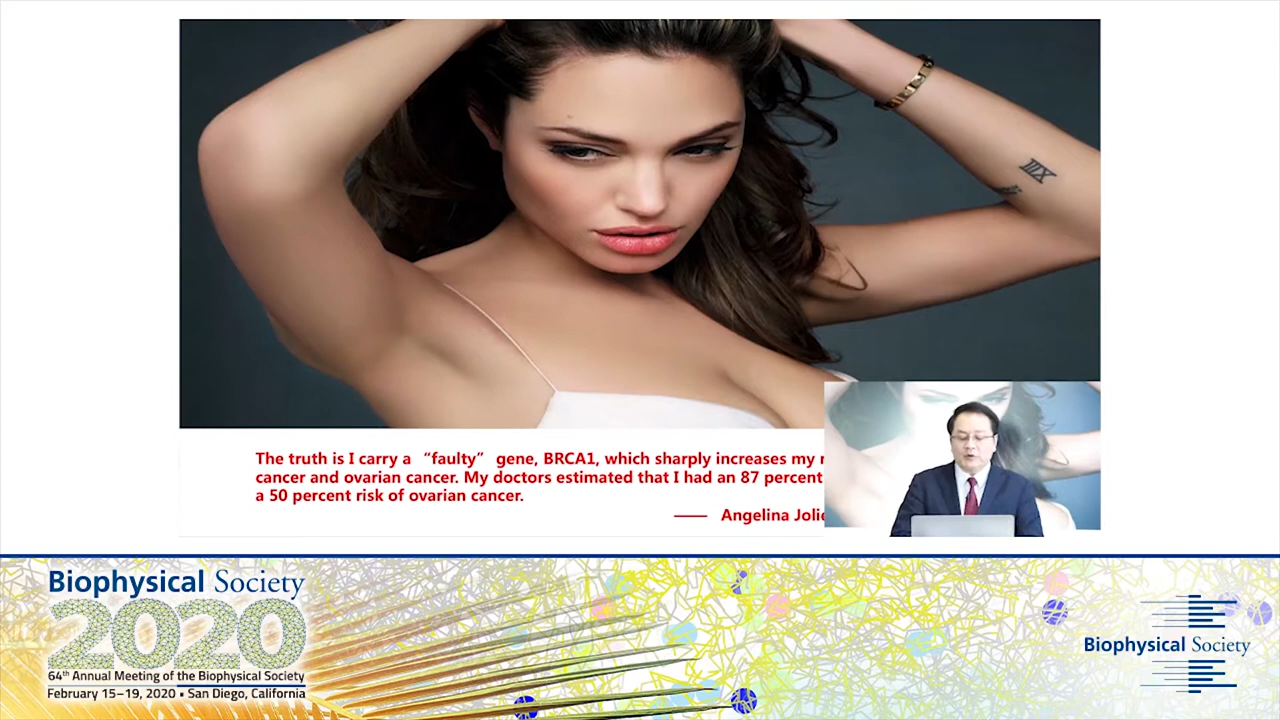 The truth is I carry a “faulty” gene, BRCA1, which sharply increases my
cancer and ovarian cancer. My doctors estimated that I had an 87 percent
a 50 percent risk of ovarian cancer.
—— Angelina Jolie
Biophysical Society
2020
64th Annual Meeting of the Biophysical Society
February 15–19, 2020 • San Diego, California
Biophysical Society